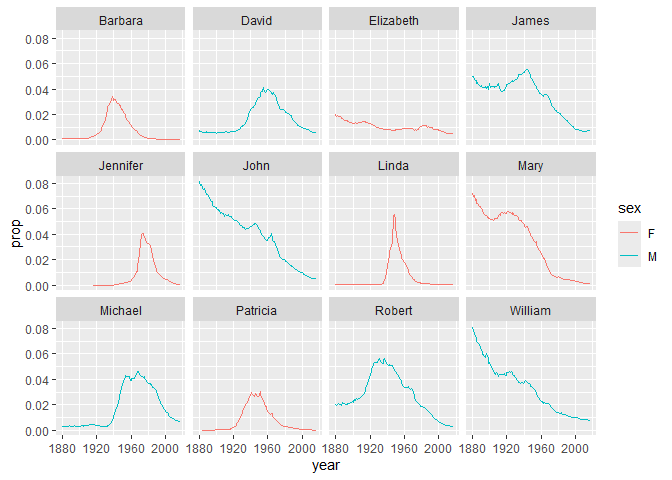 Barbara David Elizabeth James
0.08
0.06
0.04
0.02
0.00
Jennifer John Linda Mary
0.08
0.06
0.04
0.02
0.00
Michael Patricia Robert William
0.08
0.06
0.04
0.02
0.00
1880 1920 1960 2000 1880 1920 1960 2000 1880 1920 1960 2000 1880 1920 1960 2000
year
prop
sex
F
M